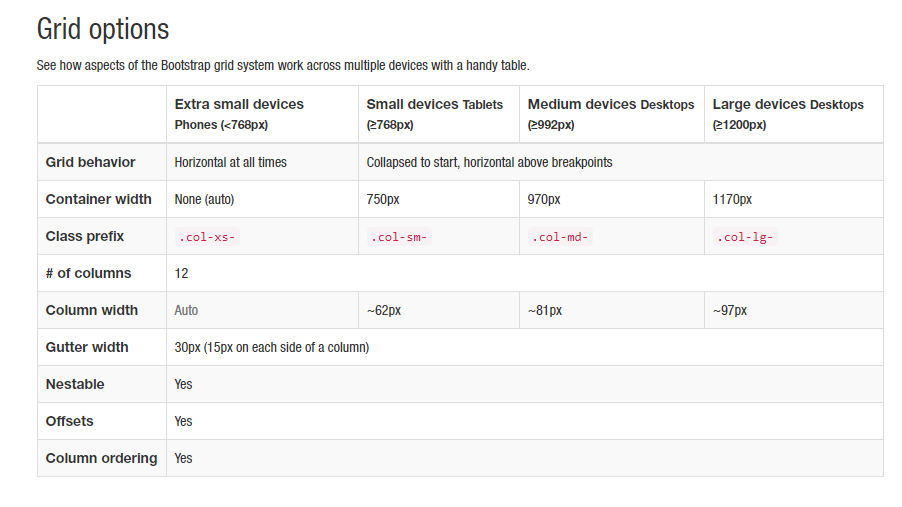 Grid options
See how aspects of the Bootstrap grid system work across multiple devices with a handy table.
Extra small devices Small devices Tablets Medium devices Desktops Large devices Desktops
Phones (<768px) (≥768px) (≥992px) (≥1200px)
Grid behavior Horizontal at all times Collapsed to start, horizontal above breakpoints
Container width None (auto) 750px 970px 1170px
Class prefix .col-xs- .col-sm- .col-md- .col-lg-
# of columns 12
Column width Auto ~62px ~81px ~97px
Gutter width 30px (15px on each side of a column)
Nestable Yes
Offsets Yes
Column ordering Yes